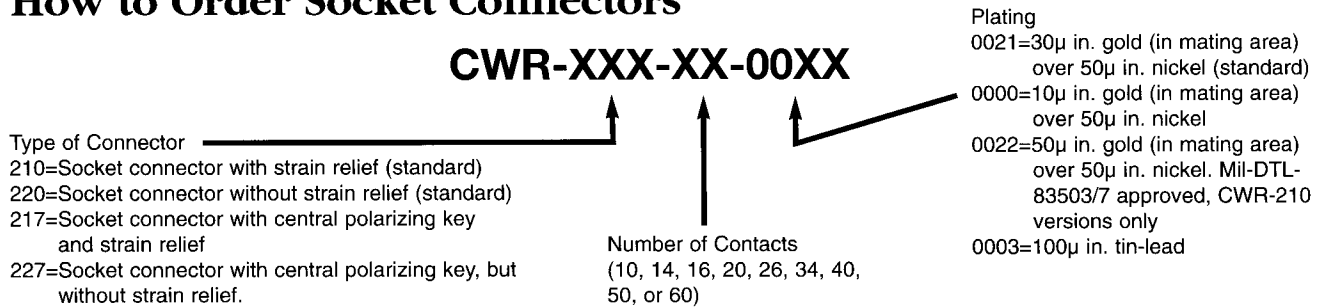 How to Order Socket Connectors
CWR-XXX-XX-00XX
Type of Connector
210=Socket connector with strain relief (standard)
220=Socket connector without strain relief (standard)
217=Socket connector with central polarizing key
and strain relief
227=Socket connector with central polarizing key, but
without strain relief.
Number of Contacts
(10, 14, 16, 20, 26, 34, 40,
50, or 60)
Plating
0021=30µ in. gold (in mating area)
over 50µ in. nickel (standard)
0000=10µ in. gold (in mating area)
over 50µ in. nickel
0022=50µ in. gold (in mating area)
over 50µ in. nickel. Mil-DTL-
83503/7 approved, CWR-210
versions only
0003=100µ in. tin-lead